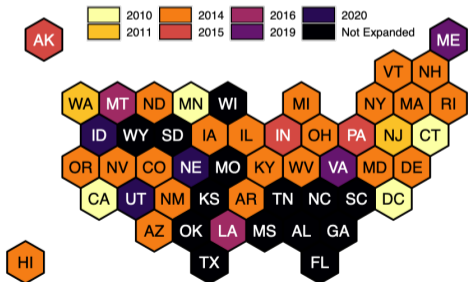 2010 2014 2016 2020
2011 2015 2019 Not Expanded
AK ME
VT NH
WA MT ND MN WI MI NY MA RI
ID WY SD IA IL IN OH PA NJ CT
OR NV CO NE MO KY WV VA MD DE
CA UT NM KS AR TN NC SC DC
AZ OK LA MS AL GA
HI TX FL